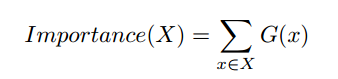 Importance(X) = ∑_{x∈X} G(x)